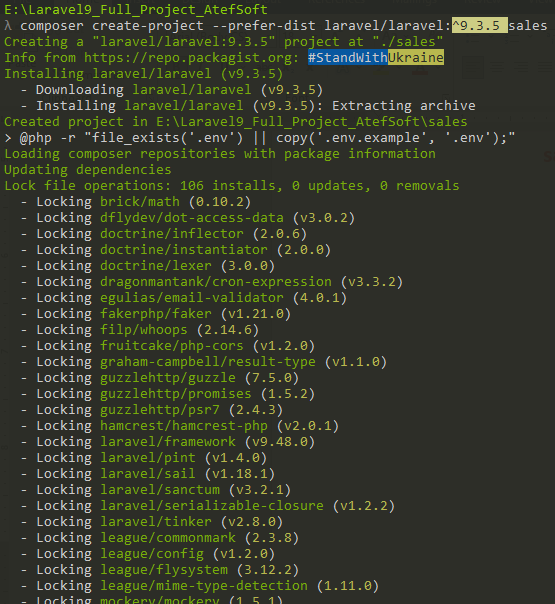 E:\Laravel9_Full_Project_AtefSoft
λ composer create-project --prefer-dist laravel/laravel:^9.3.5 sales
Creating a "laravel/laravel:9.3.5" project at "./sales"
Info from https://repo.packagist.org: #StandWithUkraine
Installing laravel/laravel (v9.3.5)
- Downloading laravel/laravel (v9.3.5)
- Installing laravel/laravel (v9.3.5): Extracting archive
Created project in E:\Laravel9_Full_Project_AtefSoft\sales
> @php -r "file_exists('.env') || copy('.env.example', '.env');"
Loading composer repositories with package information
Updating dependencies
Lock file operations: 106 installs, 0 updates, 0 removals
- Locking brick/math (0.10.2)
- Locking dflydev/dot-access-data (v3.0.2)
- Locking doctrine/inflector (2.0.6)
- Locking doctrine/instantiator (2.0.0)
- Locking doctrine/lexer (3.0.0)
- Locking dragonmantank/cron-expression (v3.3.2)
- Locking egulias/email-validator (4.0.1)
- Locking fakerphp/faker (v1.21.0)
- Locking filp/whoops (2.14.6)
- Locking fruitcake/php-cors (v1.2.0)
- Locking graham-campbell/result-type (v1.1.0)
- Locking guzzlehttp/guzzle (7.5.0)
- Locking guzzlehttp/promises (1.5.2)
- Locking guzzlehttp/psr7 (2.4.3)
- Locking hamcrest/hamcrest-php (v2.0.1)
- Locking laravel/framework (v9.48.0)
- Locking laravel/pint (v1.4.0)
- Locking laravel/sail (v1.18.1)
- Locking laravel/sanctum (v3.2.1)
- Locking laravel/serializable-closure (v1.2.2)
- Locking laravel/tinker (v2.8.0)
- Locking league/commonmark (2.3.8)
- Locking league/config (v1.2.0)
- Locking league/flysystem (3.12.2)
- Locking league/mime-type-detection (1.11.0)
- Locking mockery/mockery (1.5.1)